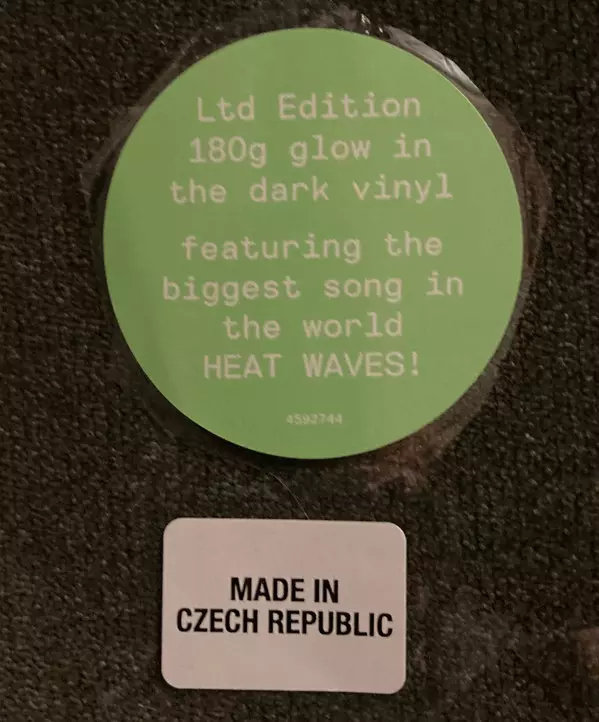 Ltd Edition
180g glow in
the dark vinyl
featuring the
biggest song in
the world
HEAT WAVES!
4592744
MADE IN
CZECH REPUBLIC